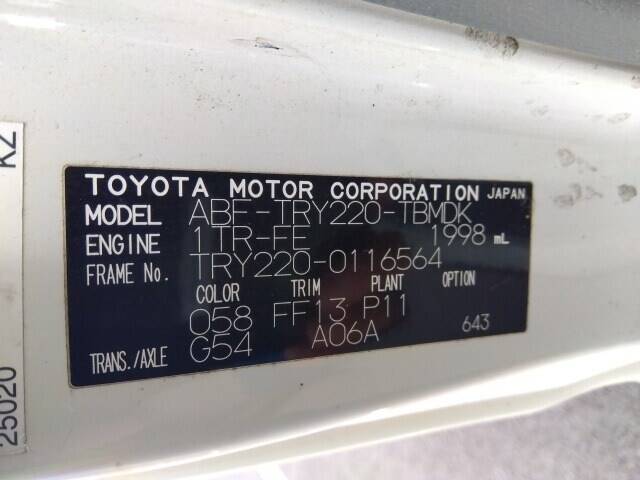 TOYOTA MOTOR CORPORATION JAPAN
MODEL ABF-TRY220-TBMDK
ENGINE 1TR-FE 1998 mL
FRAME No. TRY220-0116564
COLOR TRIM PLANT OPTION
058 FF13 P11
TRANS./AXLE G54 A06A 643
25020
KZ